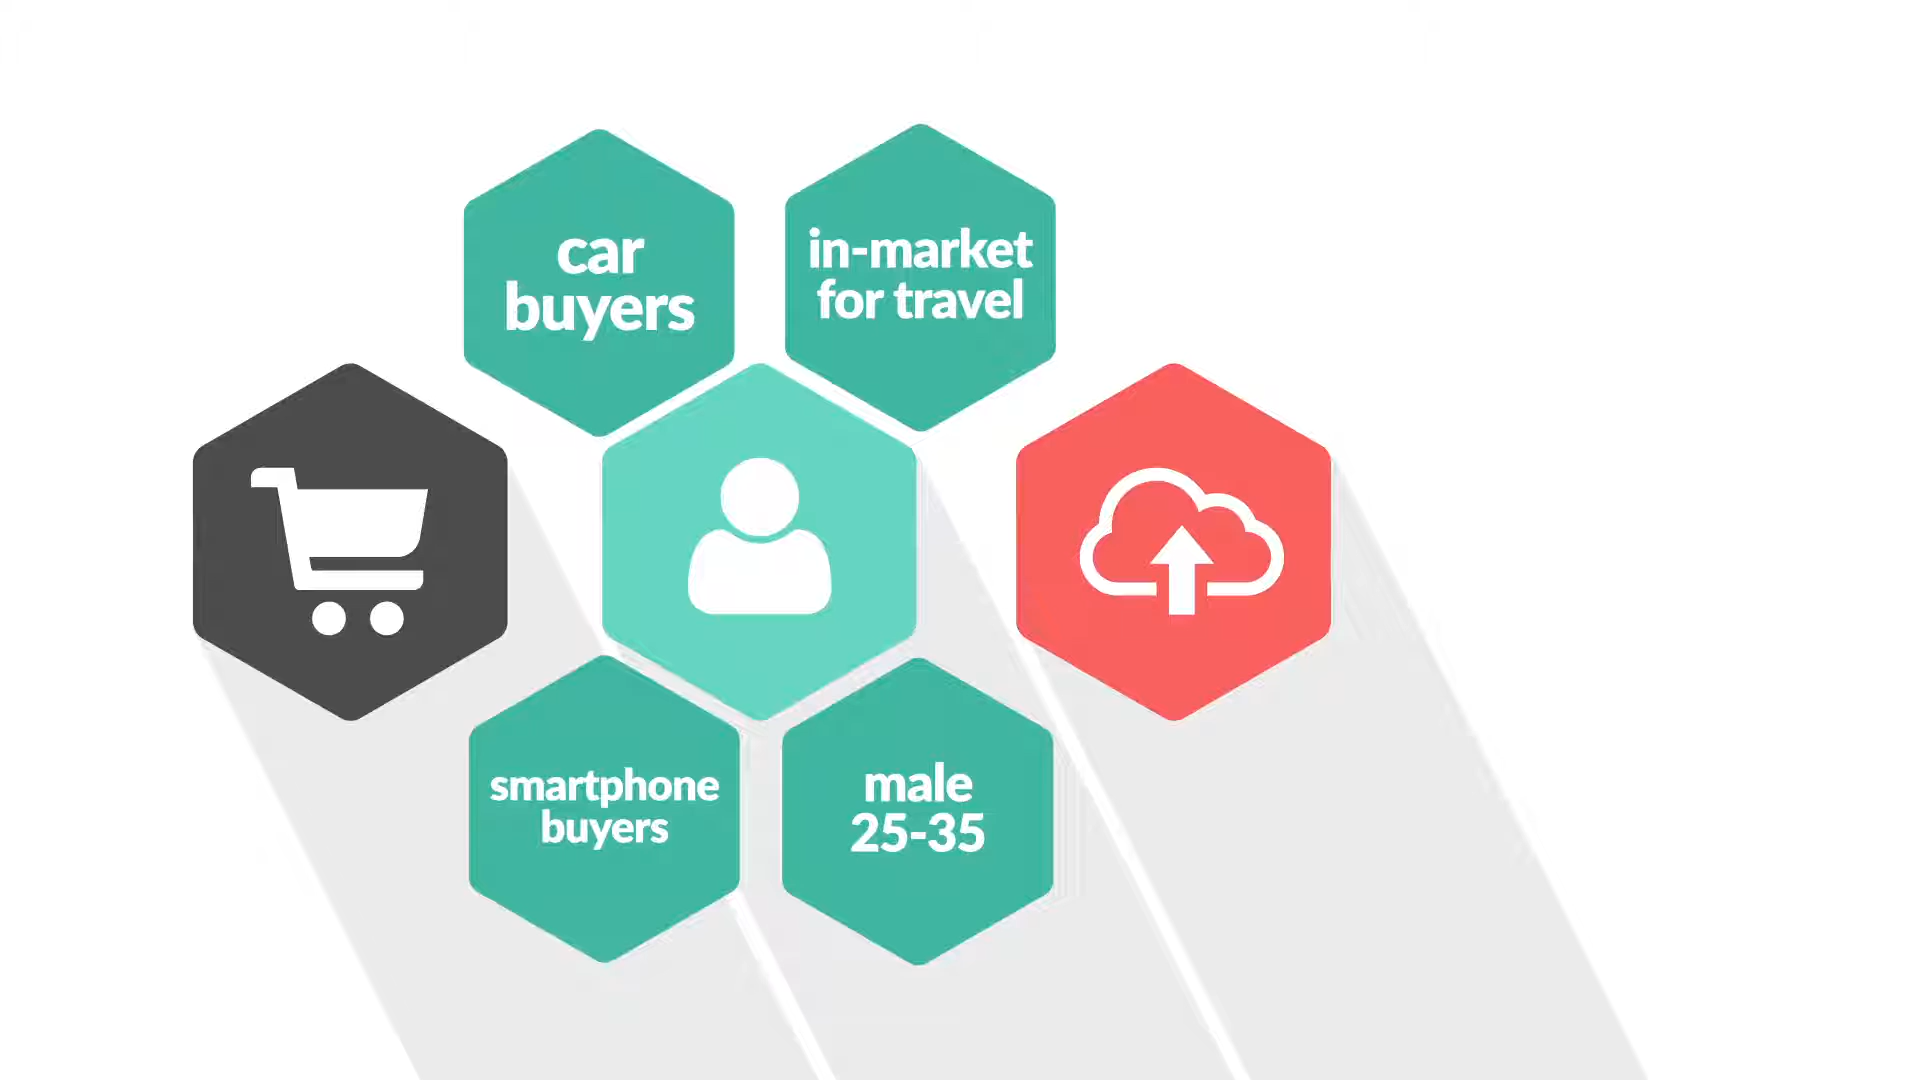 car
buyers
in-market
for travel
smartphone
buyers
male
25-35